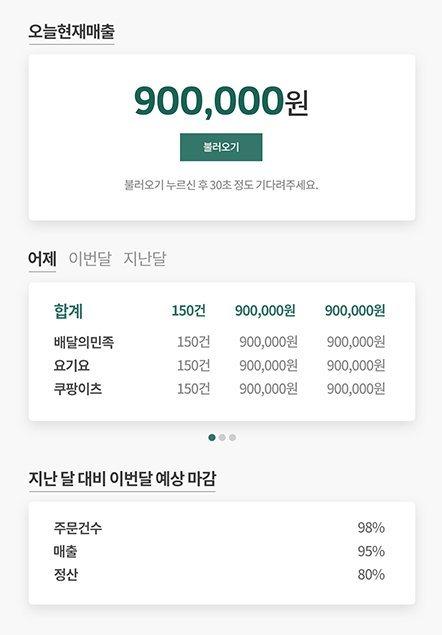 오늘현재매출
900,000원
불러오기
불러오기 누르신 후 30초 정도 기다려주세요.
어제 이번달 지난달
합계 150건 900,000원 900,000원
배달의민족 150건 900,000원 900,000원
요기요 150건 900,000원 900,000원
쿠팡이츠 150건 900,000원 900,000원
지난 달 대비 이번달 예상 마감
주문건수 98%
매출 95%
정산 80%